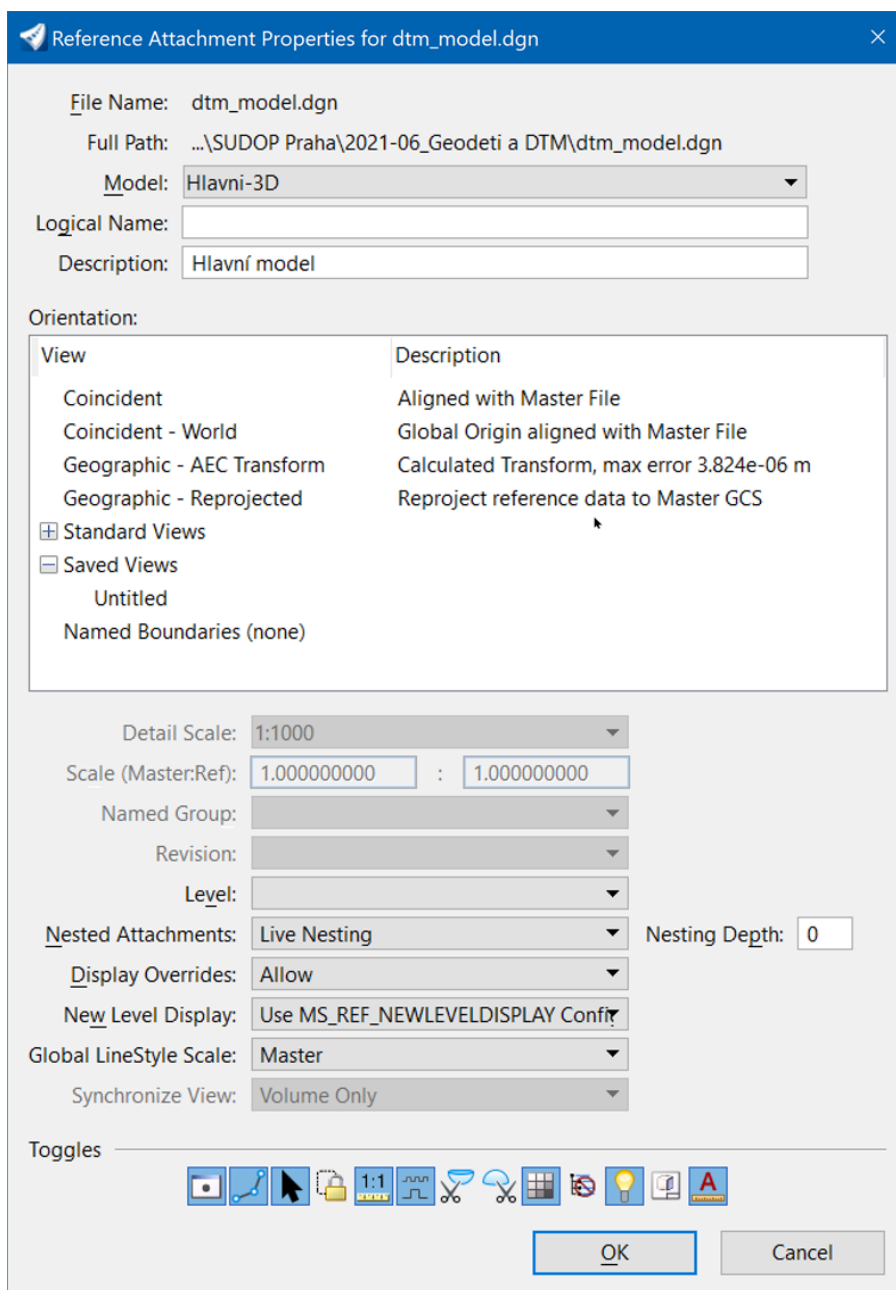 Reference Attachment Properties for dtm_model.dgn
File Name: dtm_model.dgn
Full Path: ...\SUDOP Praha\2021-06_Geodeti a DTM\dtm_model.dgn
Model: Hlavni-3D
Logical Name:
Description: Hlavní model
Orientation:
View Description
Coincident Aligned with Master File
Coincident - World Global Origin aligned with Master File
Geographic - AEC Transform Calculated Transform, max error 3.824e-06 m
Geographic - Reprojected Reproject reference data to Master GCS
Standard Views
Saved Views
Untitled
Named Boundaries (none)
Detail Scale: 1:1000
Scale (Master:Ref): 1.000000000 : 1.000000000
Named Group:
Revision:
Level:
Nested Attachments: Live Nesting Nesting Depth: 0
Display Overrides: Allow
New Level Display: Use MS_REF_NEWLEVELDISPLAY Confi
Global LineStyle Scale: Master
Synchronize View: Volume Only
Toggles
1:1 A
OK Cancel